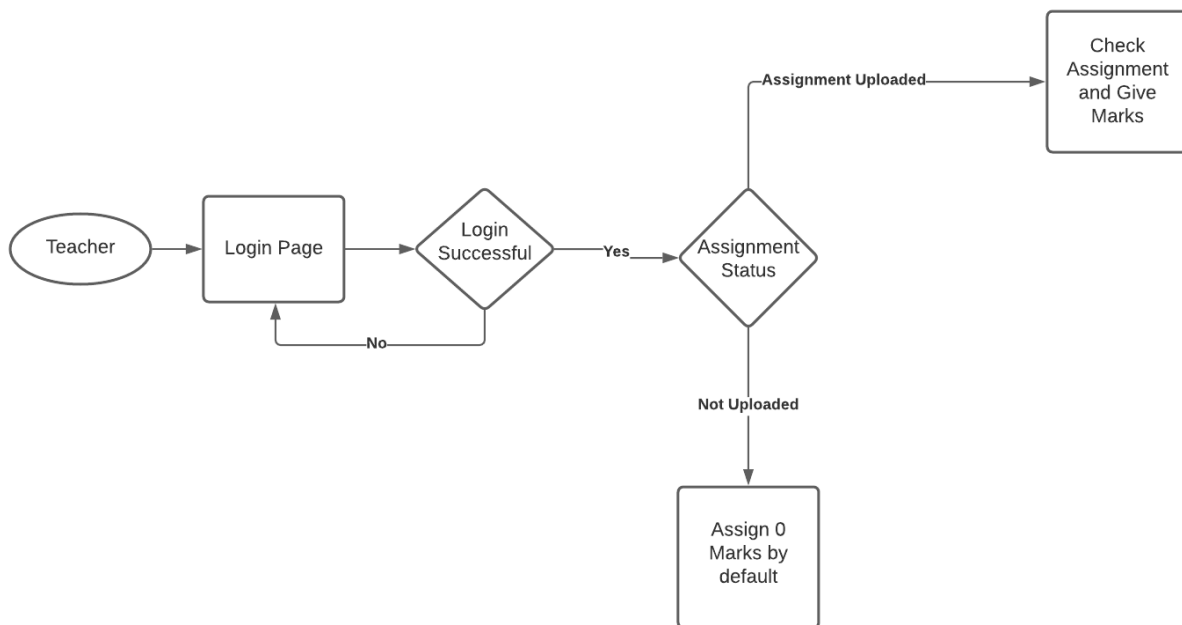 Check
Assignment
and Give
Marks
Assignment Uploaded
Teacher
Login Page
Login
Successful
Yes
Assignment
Status
No
Not Uploaded
Assign 0
Marks by
default